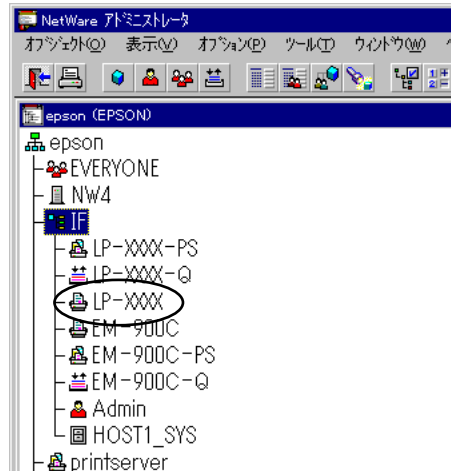 NetWare ｱﾄﾞﾐﾆｽﾄﾚｰﾀ
ｵﾌﾞｼﾞｪｸﾄ(O) 表示(V) ｵﾌﾟｼｮﾝ(P) ﾂｰﾙ(T) ｳｨﾝﾄﾞｳ(W)
epson (EPSON)
epson
EVERYONE
NW4
IF
LP-XXXX-PS
LP-XXXX-Q
LP-XXXX
EM-900C
EM-900C-PS
EM-900C-Q
Admin
HOST1_SYS
printserver